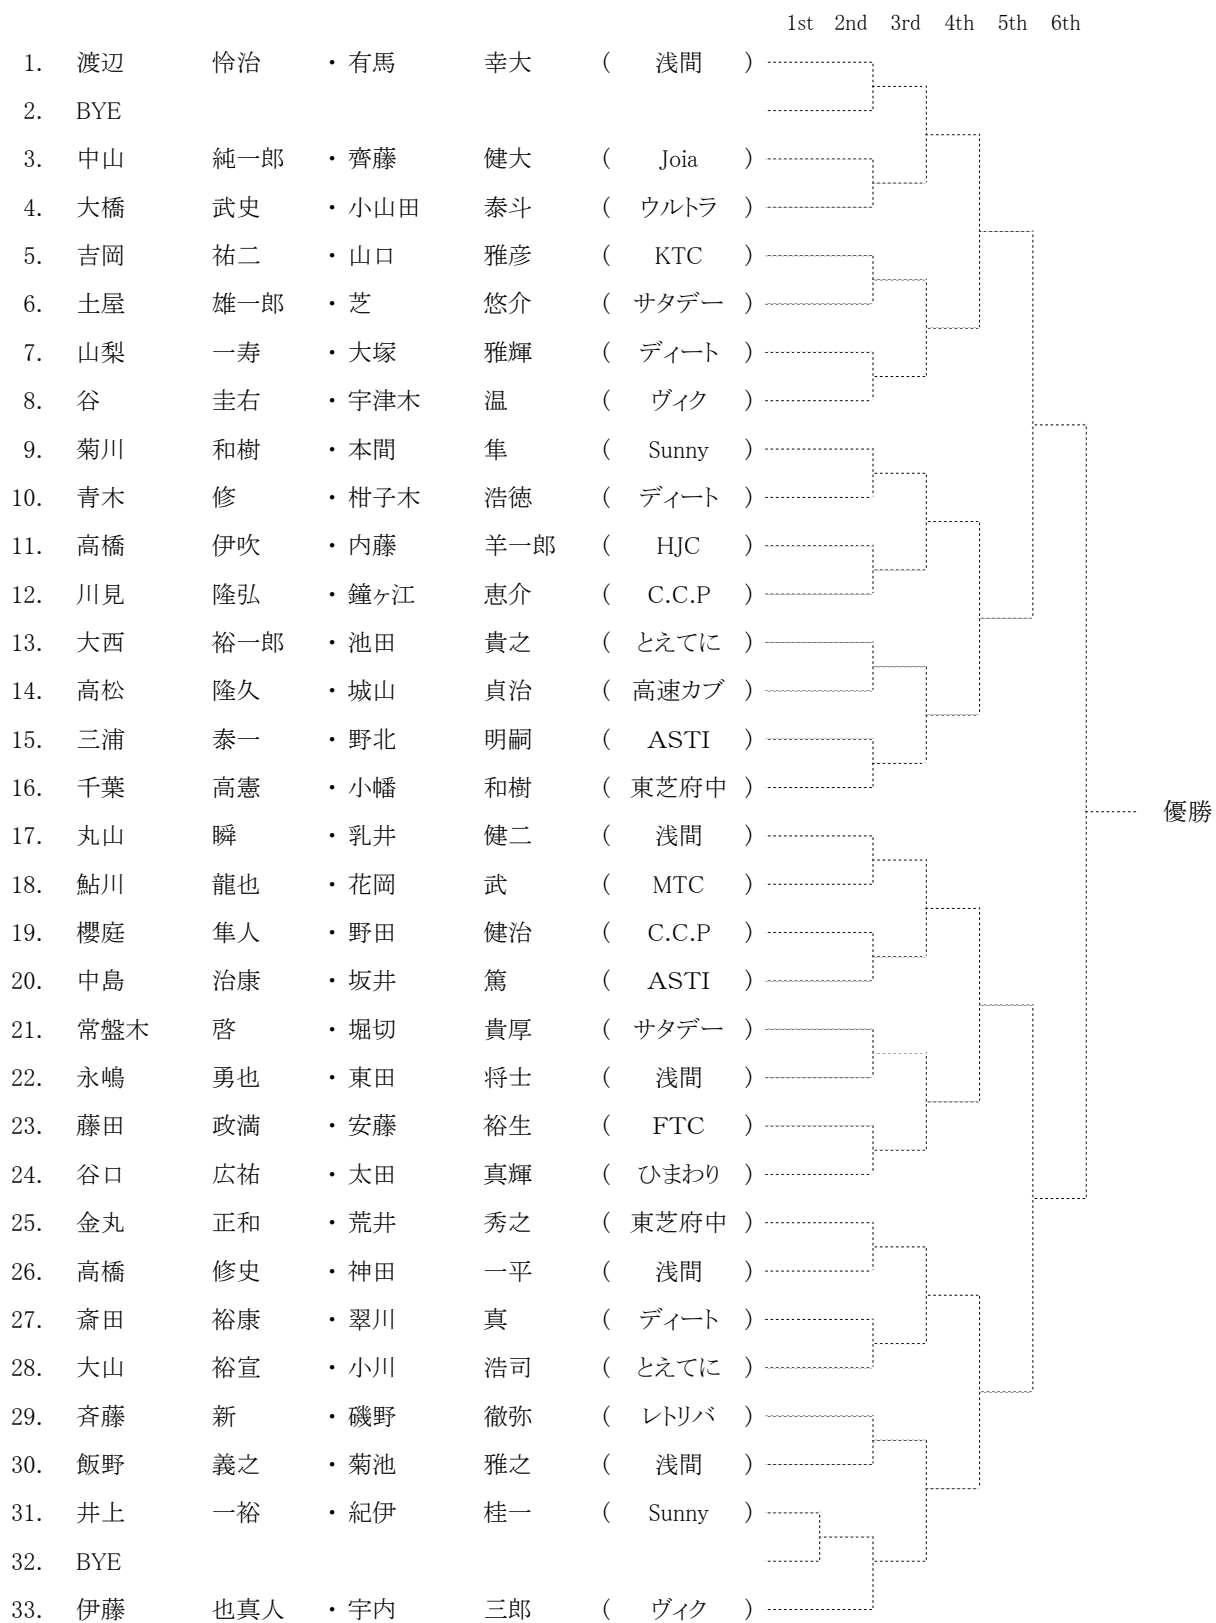 1st 2nd 3rd 4th 5th 6th
1. 渡辺 怜治 ・ 有馬 幸大 ( 浅間 )
2. BYE
3. 中山 純一郎 ・ 齊藤 健大 ( Joia )
4. 大橋 武史 ・ 小山田 泰斗 ( ウルトラ )
5. 吉岡 祐二 ・ 山口 雅彦 ( KTC )
6. 土屋 雄一郎 ・ 芝 悠介 ( サタデー )
7. 山梨 一寿 ・ 大塚 雅輝 ( ディート )
8. 谷 圭右 ・ 宇津木 温 ( ヴィク )
9. 菊川 和樹 ・ 本間 隼 ( Sunny )
10. 青木 修 ・ 柑子木 浩徳 ( ディート )
11. 高橋 伊吹 ・ 内藤 羊一郎 ( HJC )
12. 川見 隆弘 ・ 鐘ヶ江 恵介 ( C.C.P )
13. 大西 裕一郎 ・ 池田 貴之 ( とえてに )
14. 高松 隆久 ・ 城山 貞治 ( 高速カブ )
15. 三浦 泰一 ・ 野北 明嗣 ( ASTI )
16. 千葉 高憲 ・ 小幡 和樹 ( 東芝府中 )
優勝
17. 丸山 瞬 ・ 乳井 健二 ( 浅間 )
18. 鮎川 龍也 ・ 花岡 武 ( MTC )
19. 櫻庭 隼人 ・ 野田 健治 ( C.C.P )
20. 中島 治康 ・ 坂井 篤 ( ASTI )
21. 常盤木 啓 ・ 堀切 貴厚 ( サタデー )
22. 永嶋 勇也 ・ 東田 将士 ( 浅間 )
23. 藤田 政満 ・ 安藤 裕生 ( FTC )
24. 谷口 広祐 ・ 太田 真輝 ( ひまわり )
25. 金丸 正和 ・ 荒井 秀之 ( 東芝府中 )
26. 高橋 修史 ・ 神田 一平 ( 浅間 )
27. 斎田 裕康 ・ 翠川 真 ( ディート )
28. 大山 裕宣 ・ 小川 浩司 ( とえてに )
29. 斉藤 新 ・ 磯野 徹弥 ( レトリバ )
30. 飯野 義之 ・ 菊池 雅之 ( 浅間 )
31. 井上 一裕 ・ 紀伊 桂一 ( Sunny )
32. BYE
33. 伊藤 也真人 ・ 宇内 三郎 ( ヴィク )